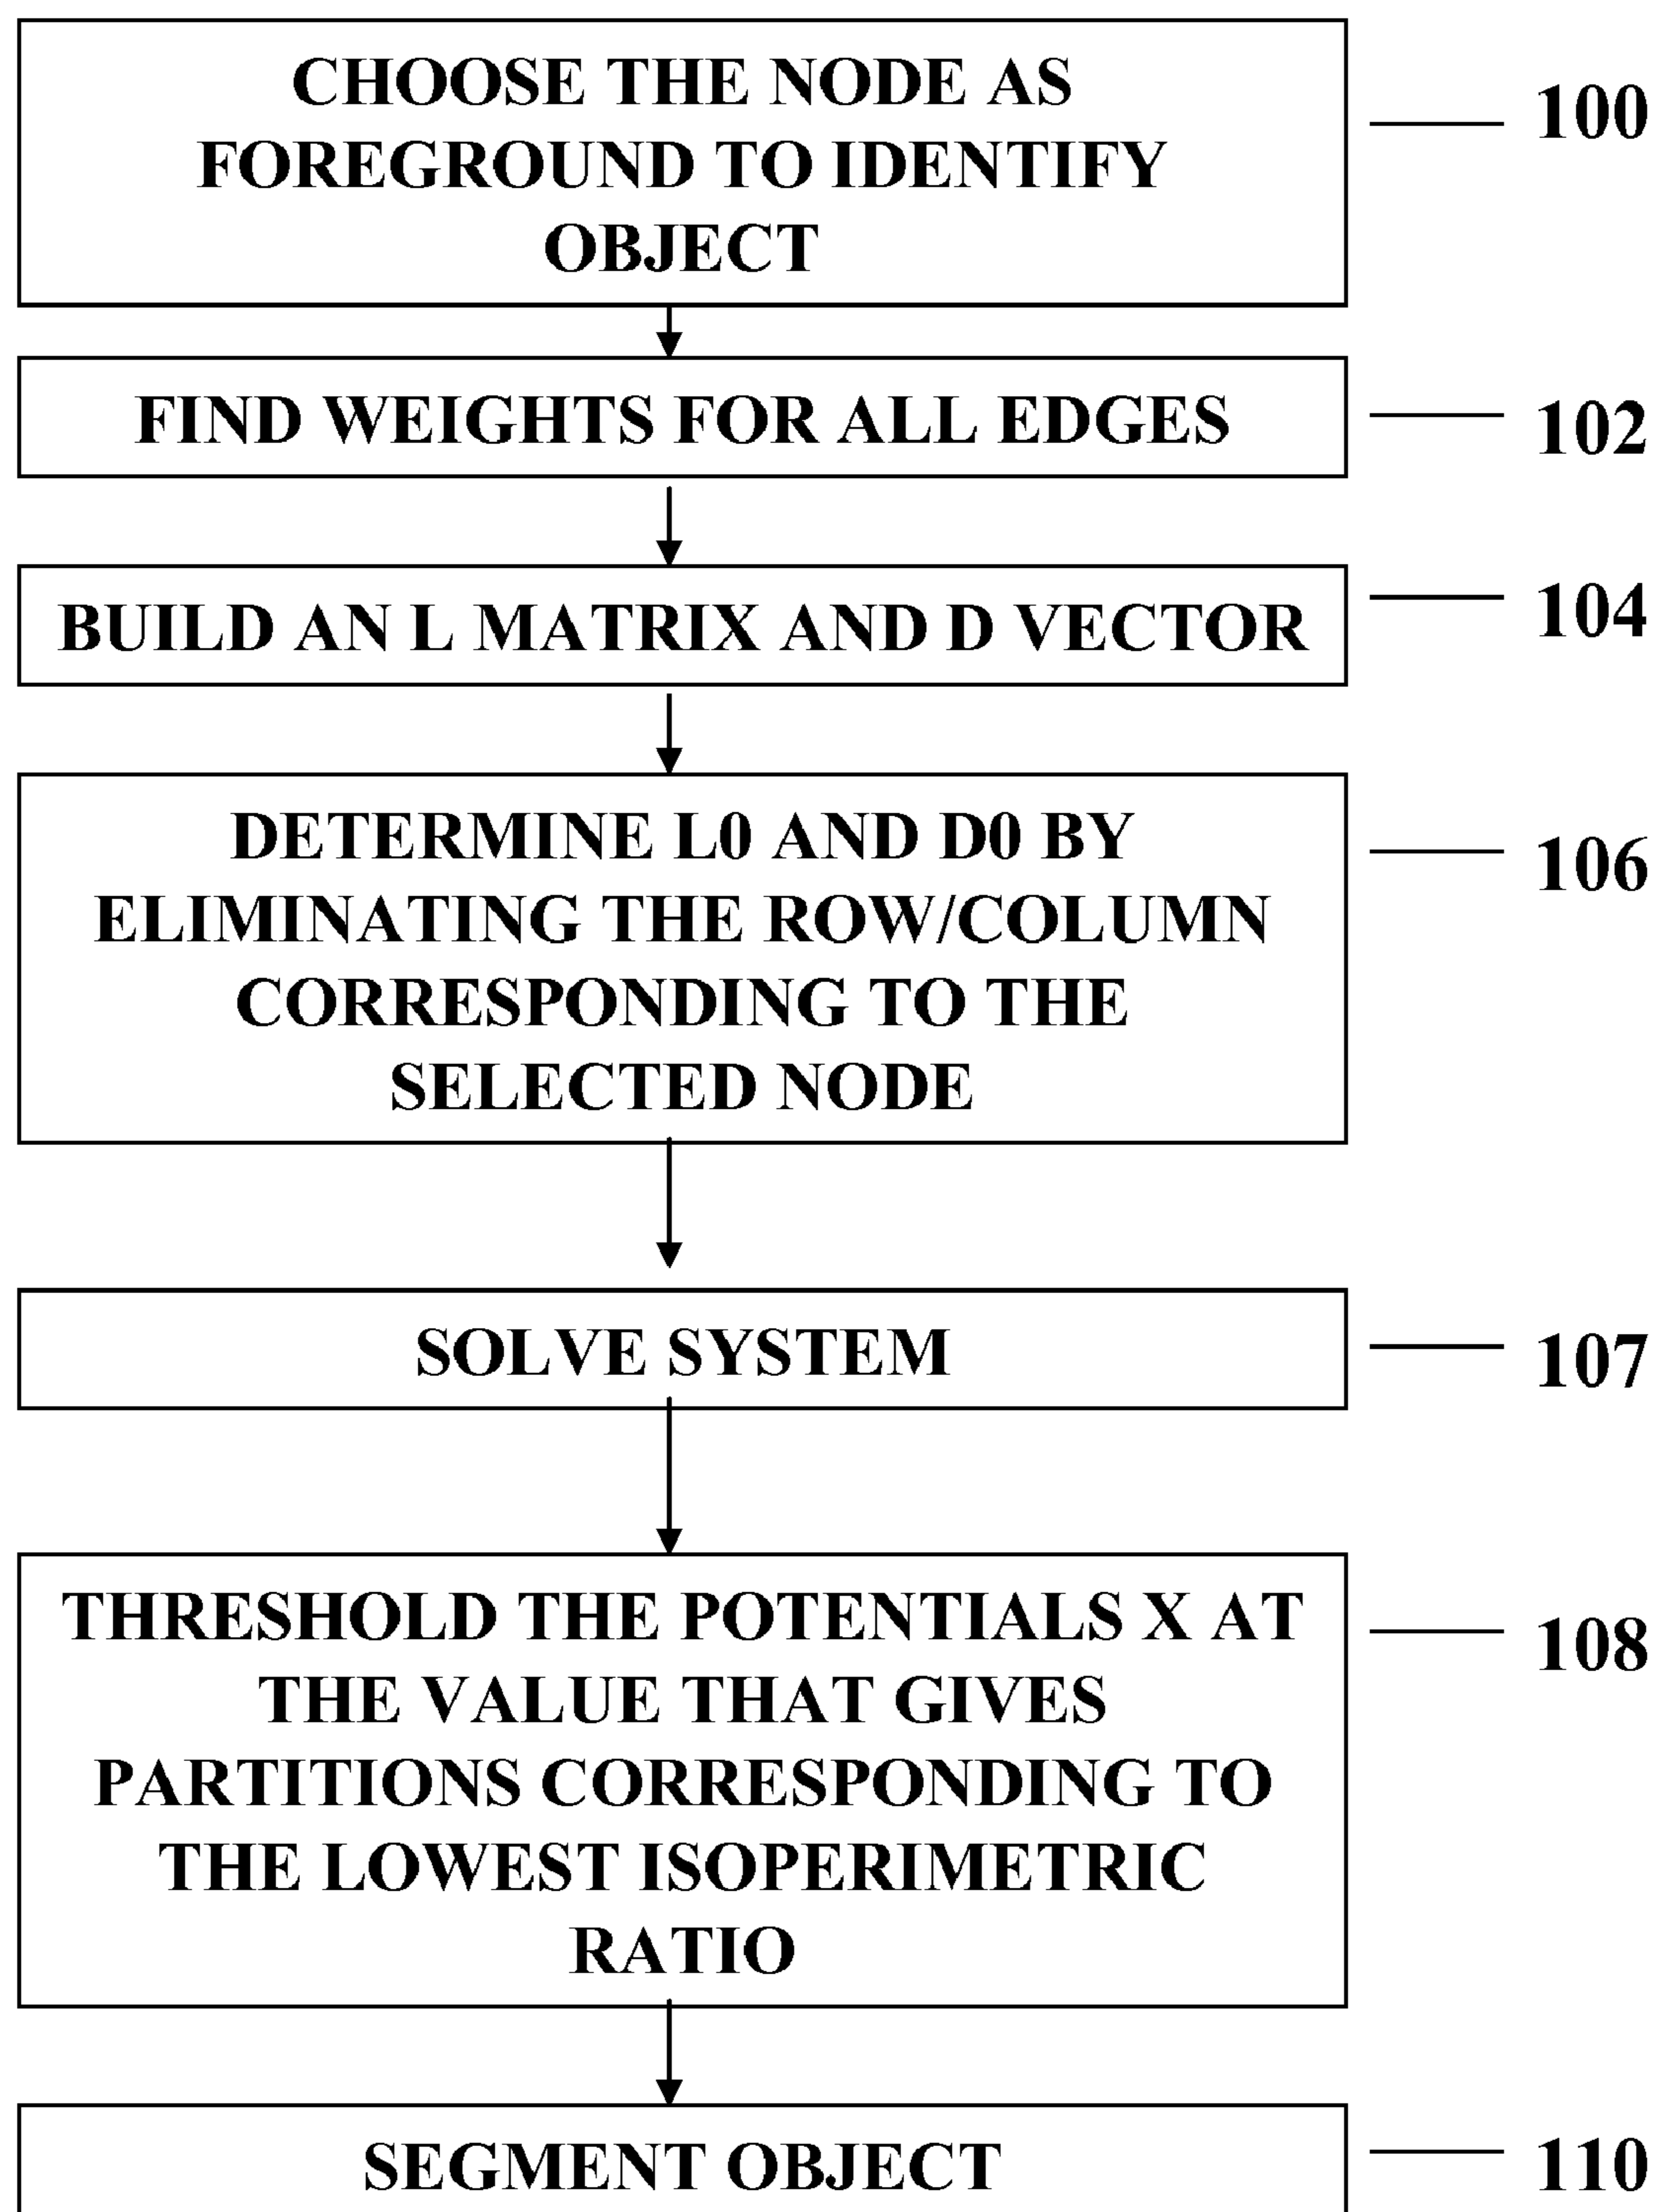 CHOOSE THE NODE AS
FOREGROUND TO IDENTIFY
OBJECT
100
FIND WEIGHTS FOR ALL EDGES
102
BUILD AN L MATRIX AND D VECTOR
104
DETERMINE L0 AND D0 BY
ELIMINATING THE ROW/COLUMN
CORRESPONDING TO THE
SELECTED NODE
106
SOLVE SYSTEM
107
THRESHOLD THE POTENTIALS X AT
THE VALUE THAT GIVES
PARTITIONS CORRESPONDING TO
THE LOWEST ISOPERIMETRIC
RATIO
108
SEGMENT OBJECT
110